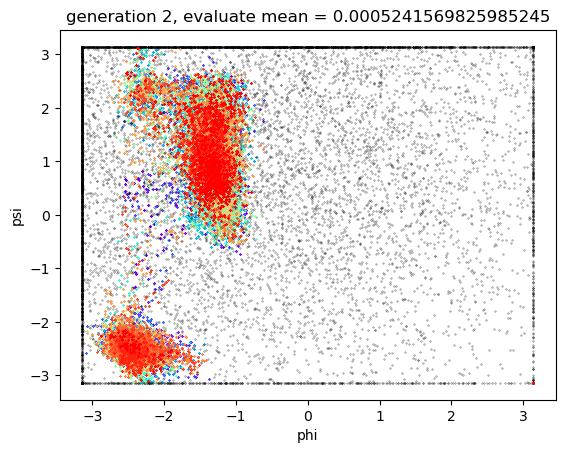 generation 2, evaluate mean = 0.0005241569825985245
3
2
1
0
−1
−2
−3
psi
−3 −2 −1 0 1 2 3
phi